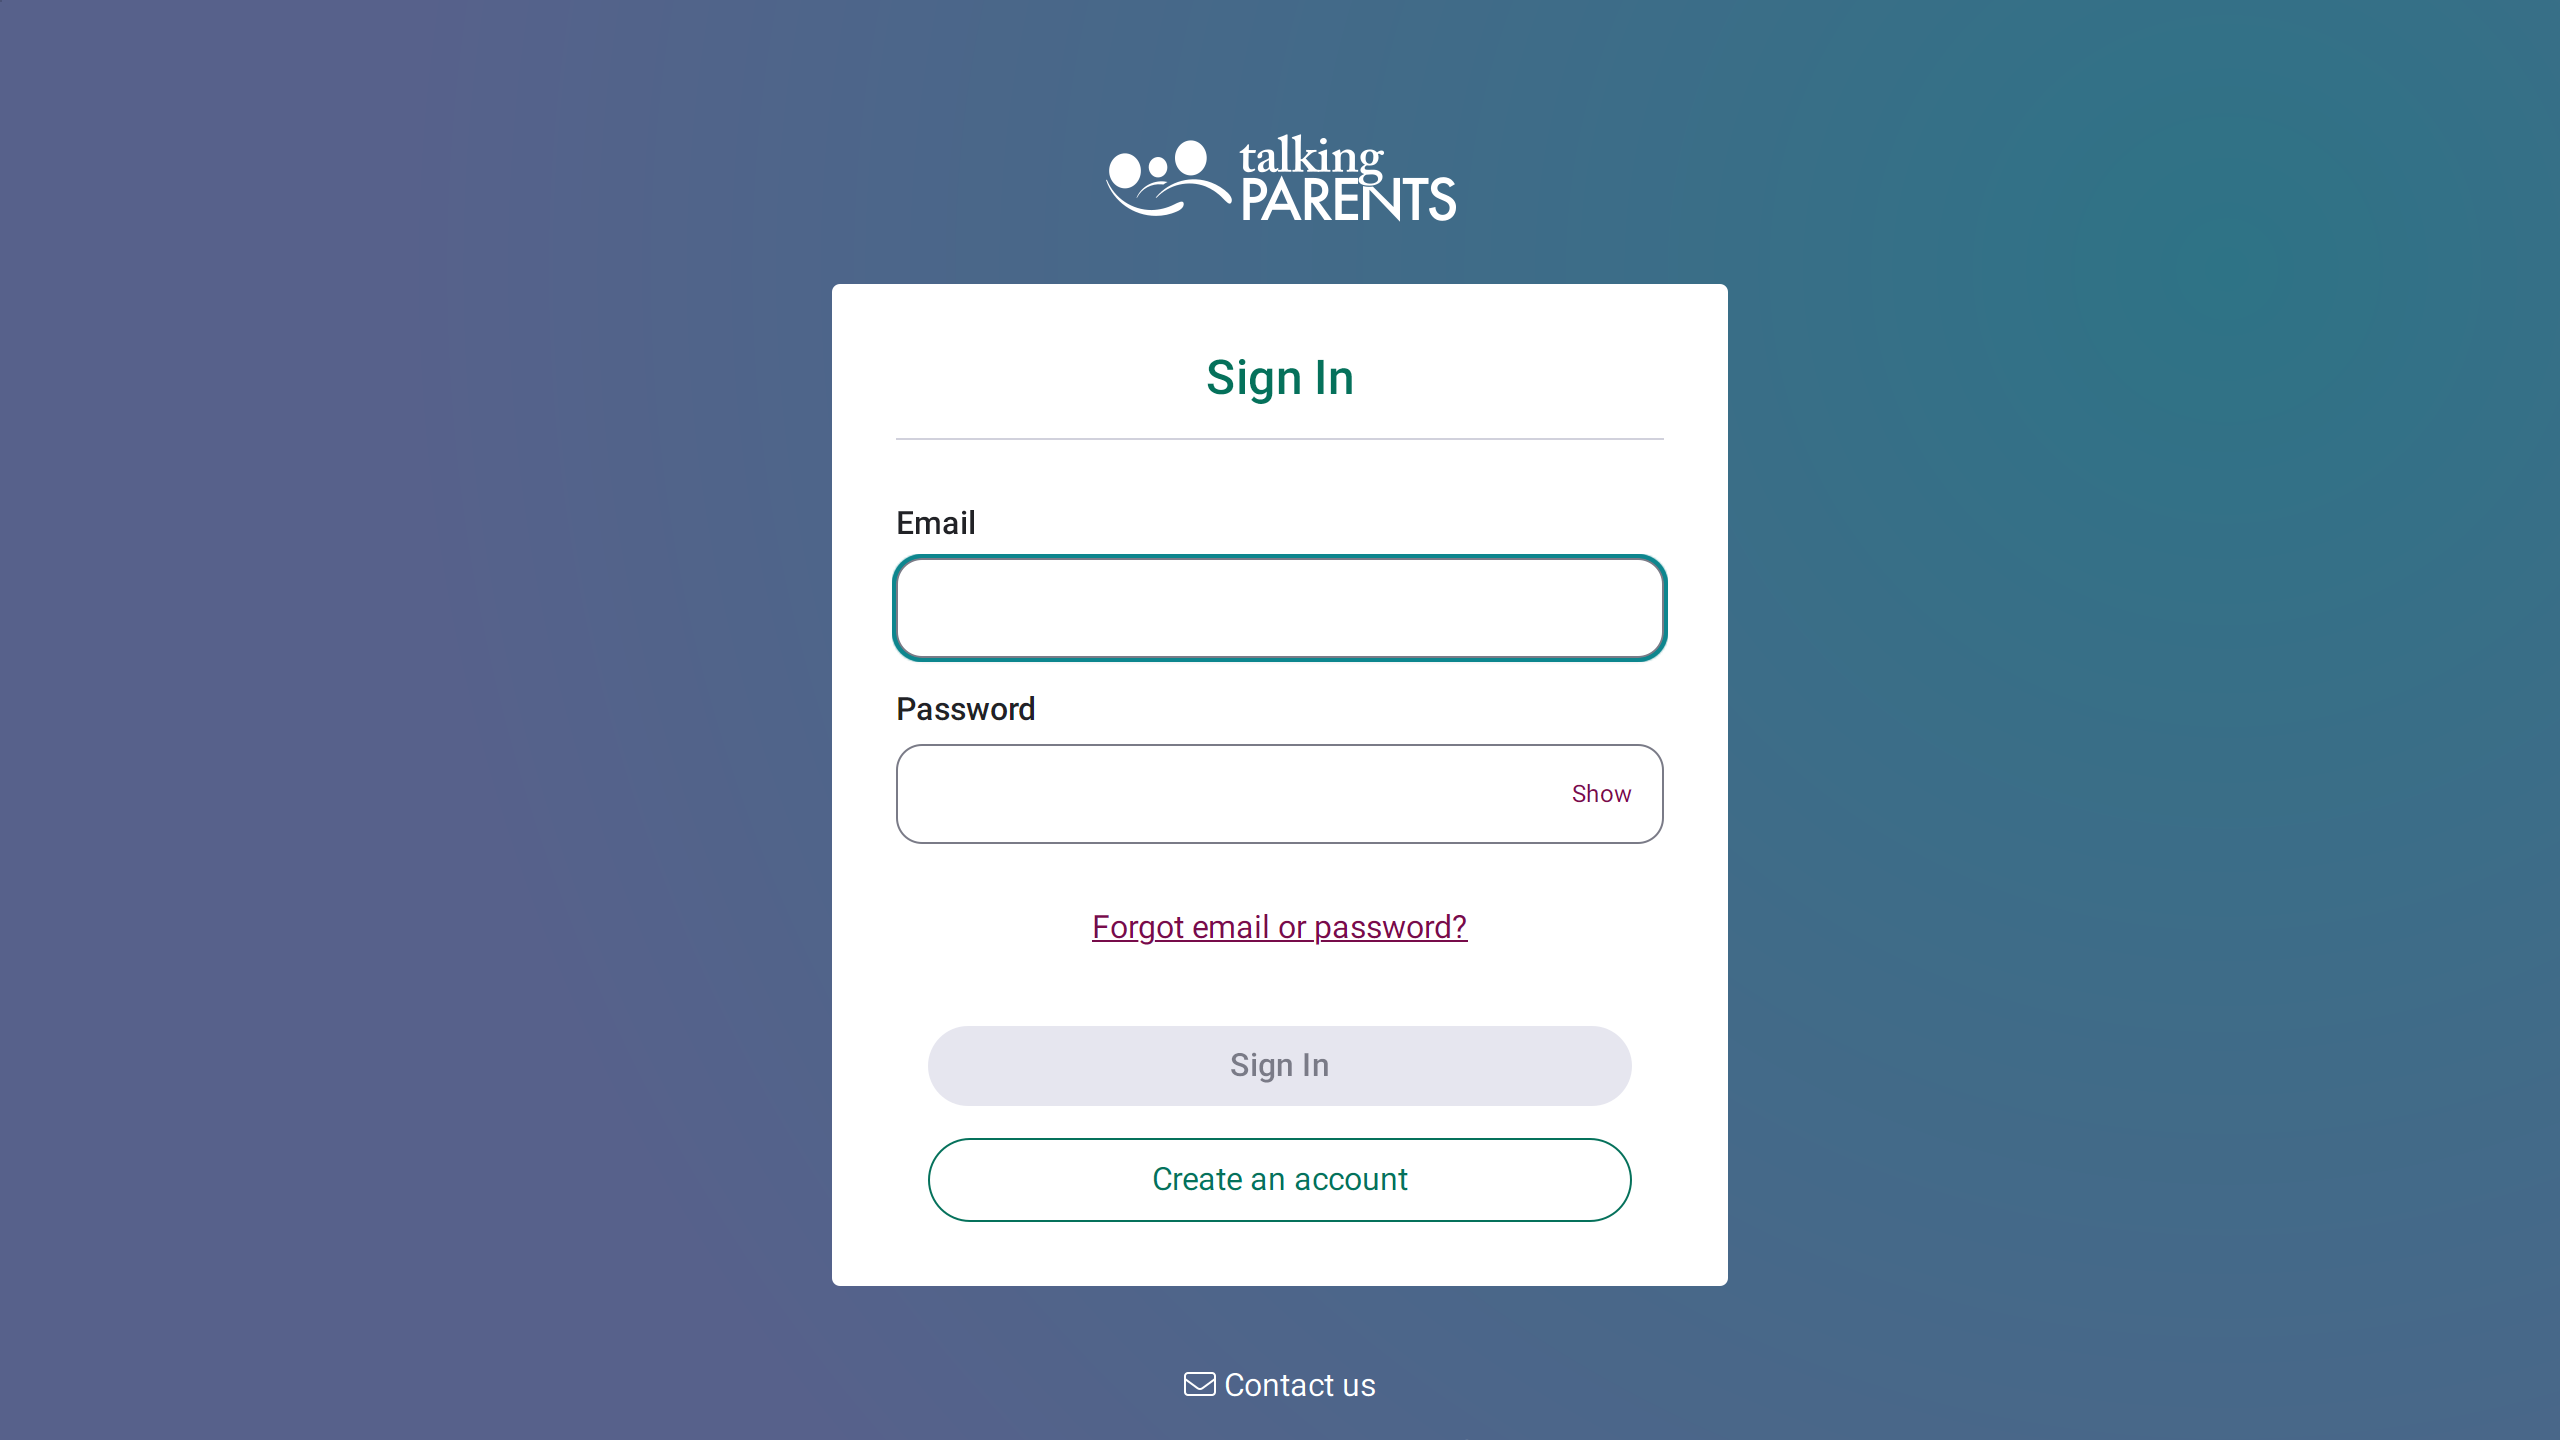 talking
PARENTS
Sign In
Email
Password
Show
Forgot email or password?
Sign In
Create an account
Contact us